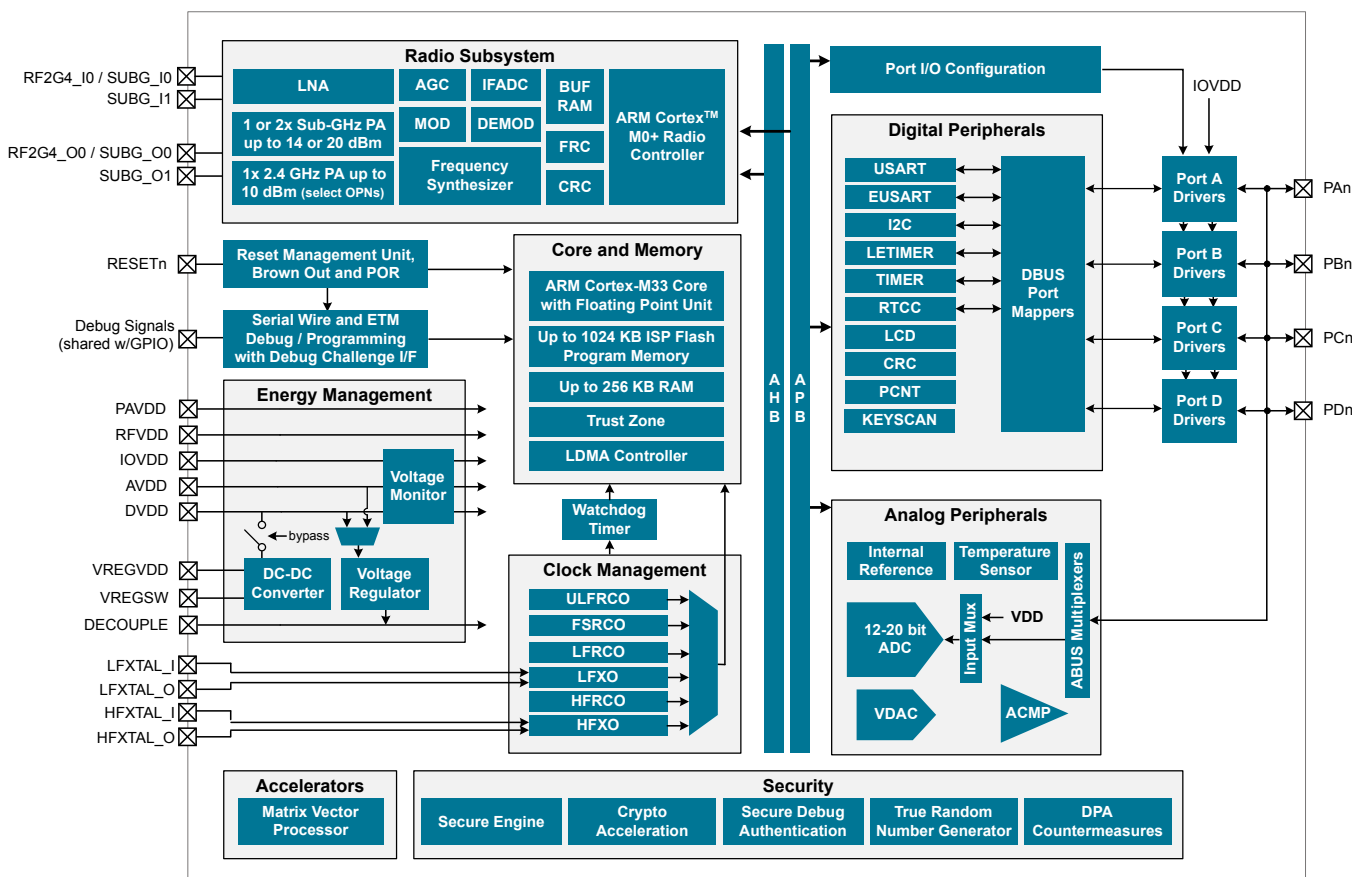 Radio Subsystem
RF2G4_I0 / SUBG_I0
SUBG_I1
RF2G4_O0 / SUBG_O0
SUBG_O1
LNA
1 or 2x Sub-GHz PA
up to 14 or 20 dBm
1x 2.4 GHz PA up to
10 dBm (select OPNs)
AGC
IFADC
MOD
DEMOD
Frequency
Synthesizer
BUF
RAM
FRC
CRC
ARM Cortex™
M0+ Radio
Controller
RESETn
Reset Management Unit,
Brown Out and POR
Debug Signals
(shared w/GPIO)
Serial Wire and ETM
Debug / Programming
with Debug Challenge I/F
Core and Memory
ARM Cortex-M33 Core
with Floating Point Unit
Up to 1024 KB ISP Flash
Program Memory
Up to 256 KB RAM
Trust Zone
LDMA Controller
Energy Management
PAVDD
RFVDD
IOVDD
AVDD
DVDD
VREGVDD
VREGSW
DECOUPLE
Voltage
Monitor
bypass
DC-DC
Converter
Voltage
Regulator
Watchdog
Timer
Clock Management
ULFRCO
FSRCO
LFRCO
LFXO
HFRCO
HFXO
LFXTAL_I
LFXTAL_O
HFXTAL_I
HFXTAL_O
A
H
B
A
P
B
Port I/O Configuration
IOVDD
Digital Peripherals
USART
EUSART
I2C
LETIMER
TIMER
RTCC
LCD
CRC
PCNT
KEYSCAN
DBUS
Port
Mappers
Port A
Drivers
Port B
Drivers
Port C
Drivers
Port D
Drivers
PAn
PBn
PCn
PDn
Analog Peripherals
Internal
Reference
Temperature
Sensor
12-20 bit
ADC
Input Mux
VDD
ABUS Multiplexers
VDAC
ACMP
Accelerators
Matrix Vector
Processor
Security
Secure Engine
Crypto
Acceleration
Secure Debug
Authentication
True Random
Number Generator
DPA
Countermeasures